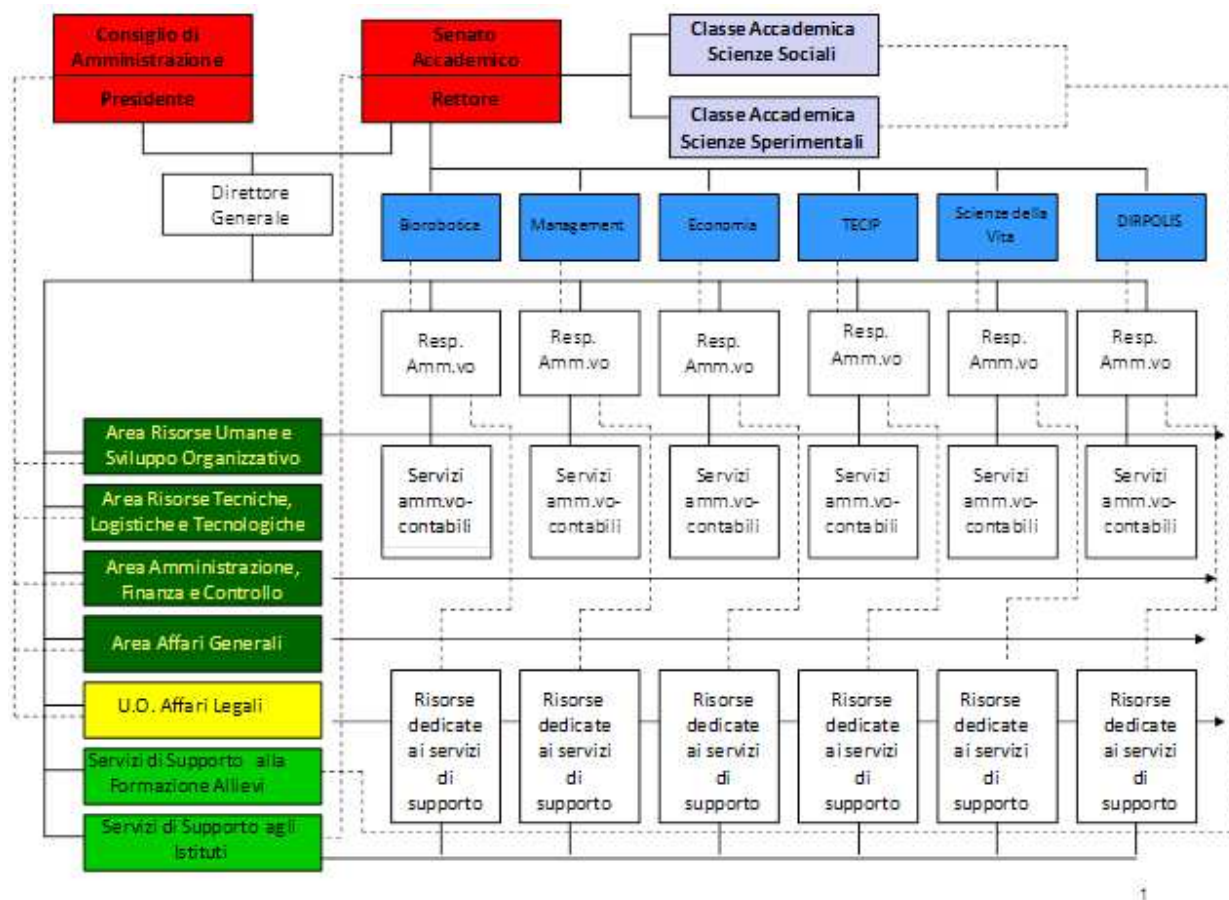 Consiglio di
Amministrazione
Presidente
Senato
Accademico
Rettore
Classe Accademica
Scienze Sociali
Classe Accademica
Scienze Sperimentali
Direttore
Generale
Biorobotica
Management
Economia
TECIP
Scienze della
Vita
DIRPOLIS
Resp.
Amm.vo
Resp.
Amm.vo
Resp.
Amm.vo
Resp.
Amm.vo
Resp.
Amm.vo
Resp.
Amm.vo
Area Risorse Umane e
Sviluppo Organizzativo
Area Risorse Tecniche,
Logistiche e Tecnologiche
Area Amministrazione,
Finanza e Controllo
Area Affari Generali
U.O. Affari Legali
Servizi di Supporto alla
Formazione Allievi
Servizi di Supporto agli
Istituti
Servizi
amm.vo-
contabili
Servizi
amm.vo-
contabili
Servizi
amm.vo-
contabili
Servizi
amm.vo-
contabili
Servizi
amm.vo-
contabili
Servizi
amm.vo-
contabili
Risorse
dedicate
ai servizi
di
supporto
Risorse
dedicate
ai servizi
di
supporto
Risorse
dedicate
ai servizi
di
supporto
Risorse
dedicate
ai servizi
di
supporto
Risorse
dedicate
ai servizi
di
supporto
Risorse
dedicate
ai servizi
di
supporto
1